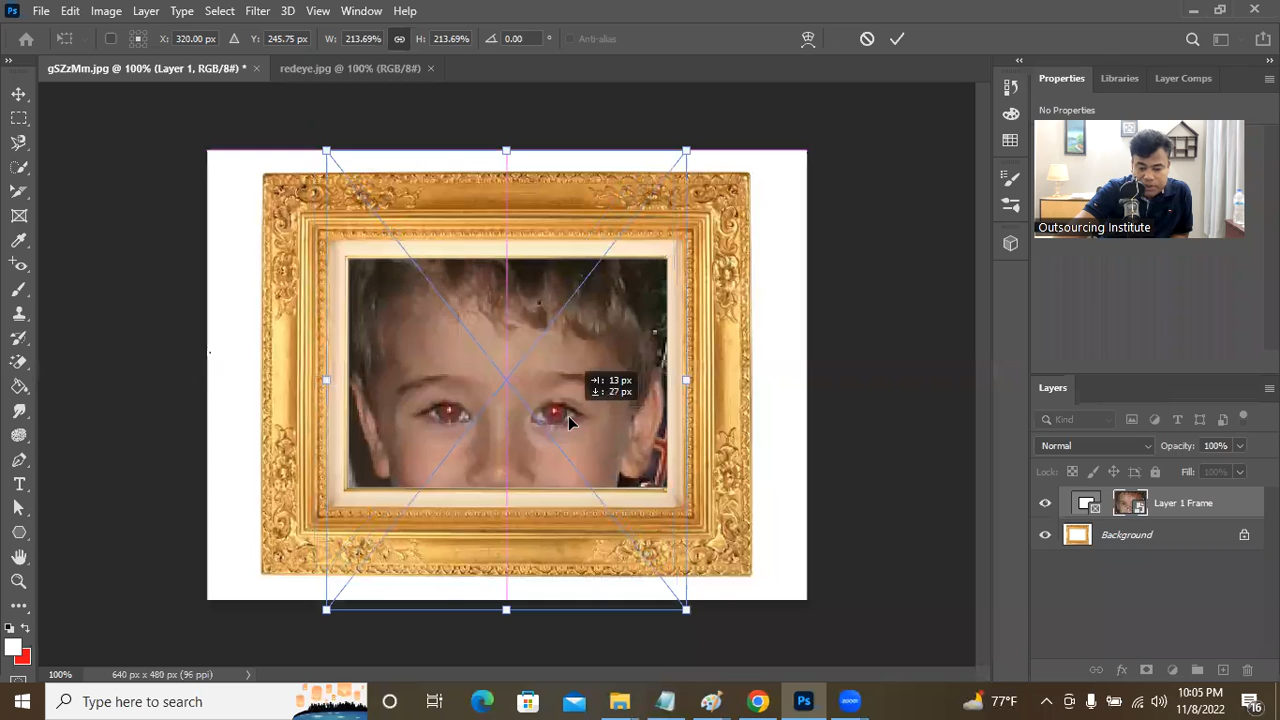 Ps File Edit Image Layer Type Select Filter 3D View Window Help
X: 320.00 px Y: 245.75 px W: 213.69% H: 213.69% 0.00 ° Anti-alias
gSZzMm.jpg @ 100% (Layer 1, RGB/8#) * × redeye.jpg @ 100% (RGB/8#) ×
Properties Libraries Layer Comps
No Properties
Outsourcing Institute
: 13 px
: 27 px
Layers
Kind
Normal Opacity: 100%
Lock: Fill: 100%
Layer 1 Frame
Background
100% 640 px x 480 px (96 ppi)
Type here to search
Ps
zoom
77°F
10:05 PM
11/8/2022
16